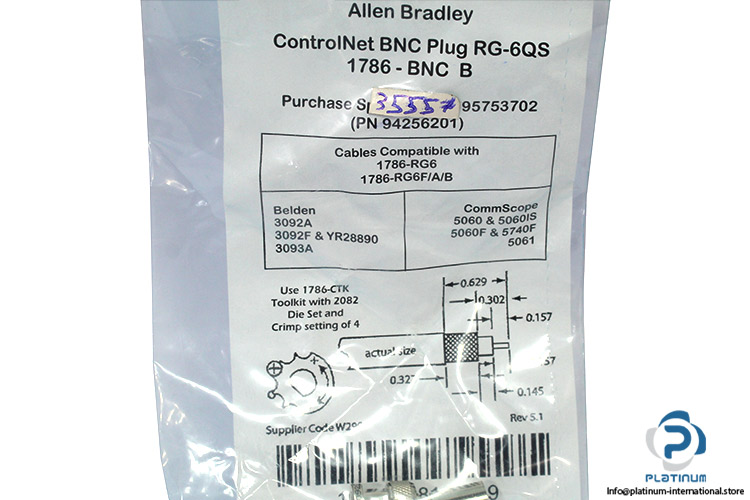 Allen Bradley
ControlNet BNC Plug RG-6QS
1786 - BNC B
Purchase 3555# 95753702
(PN 94256201)
Cables Compatible with
1786-RG6
1786-RG6F/A/B
Belden
3092A
3092F & YR28890
3093A
CommScope
5060 & 5060IS
5060F & 5740F
5061
Use 1786-CTK
Toolkit with 2082
Die Set and
Crimp setting of 4
0.629
0.302
0.157
actual size
0.145
Supplier Code
Rev 5.1
PLATINUM
INTERNATIONAL
info@platinum-international.store